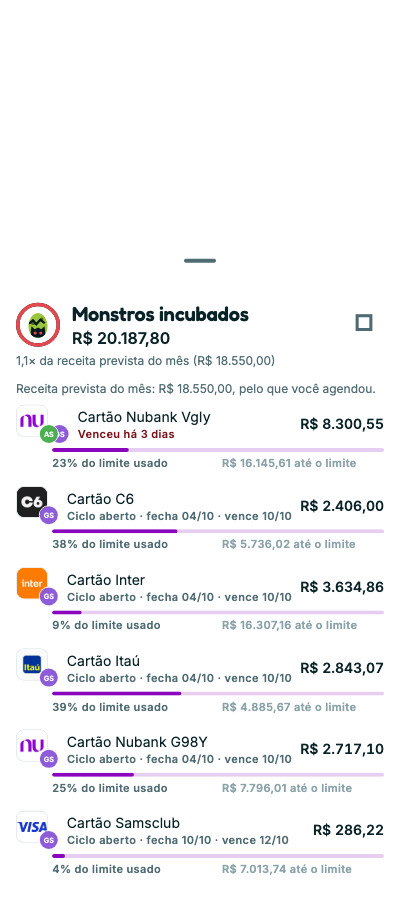 Monstros incubados
R$ 20.187,80
1,1× da receita prevista do mês (R$ 18.550,00)
Receita prevista do mês: R$ 18.550,00, pelo que você agendou.
nu
AS
GS
Cartão Nubank Vgly
Venceu há 3 dias
R$ 8.300,55
23% do limite usado
R$ 16.145,61 até o limite
C6
GS
Cartão C6
Ciclo aberto · fecha 04/10 · vence 10/10
R$ 2.406,00
38% do limite usado
R$ 5.736,02 até o limite
inter
GS
Cartão Inter
Ciclo aberto · fecha 04/10 · vence 10/10
R$ 3.634,86
9% do limite usado
R$ 16.307,16 até o limite
Itaú
GS
Cartão Itaú
Ciclo aberto · fecha 04/10 · vence 10/10
R$ 2.843,07
39% do limite usado
R$ 4.885,67 até o limite
nu
GS
Cartão Nubank G98Y
Ciclo aberto · fecha 04/10 · vence 10/10
R$ 2.717,10
25% do limite usado
R$ 7.796,01 até o limite
VISA
GS
Cartão Samsclub
Ciclo aberto · fecha 10/10 · vence 12/10
R$ 286,22
4% do limite usado
R$ 7.013,74 até o limite